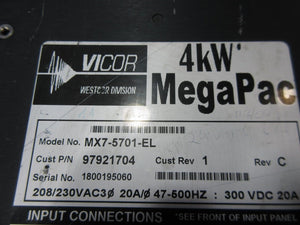 VICOR
WESTCOR DIVISION
4kW
MegaPac
Model No. MX7-5701-EL
Cust P/N 97921704 Cust Rev 1 Rev C
Serial No. 1800195060
208/230VAC3Ø 20A/Ø 47-500HZ : 300 VDC 20A
INPUT CONNECTIONS *SEE FRONT OF INPUT PANEL